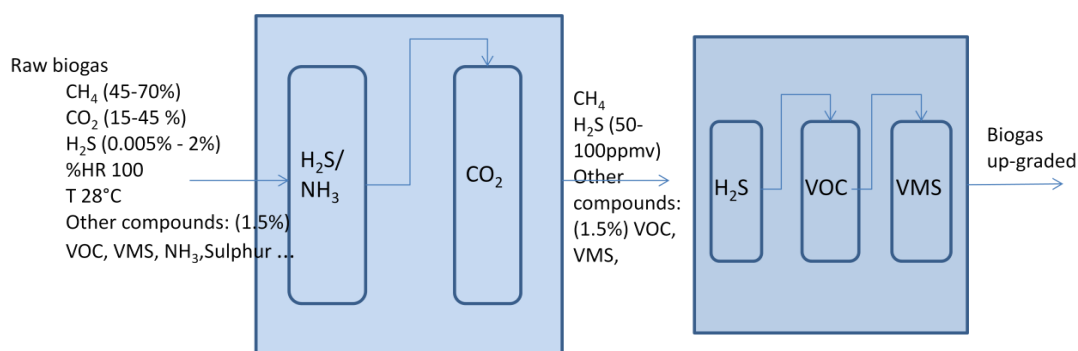 Raw biogas
CH₄ (45-70%)
CO₂ (15-45 %)
H₂S (0.005% - 2%)
%HR 100
T 28°C
Other compounds: (1.5%)
VOC, VMS, NH₃,Sulphur ...
H₂S/
NH₃
CO₂
CH₄
H₂S (50-
100ppmv)
Other
compounds:
(1.5%) VOC,
VMS,
H₂S
VOC
VMS
Biogas
up-graded